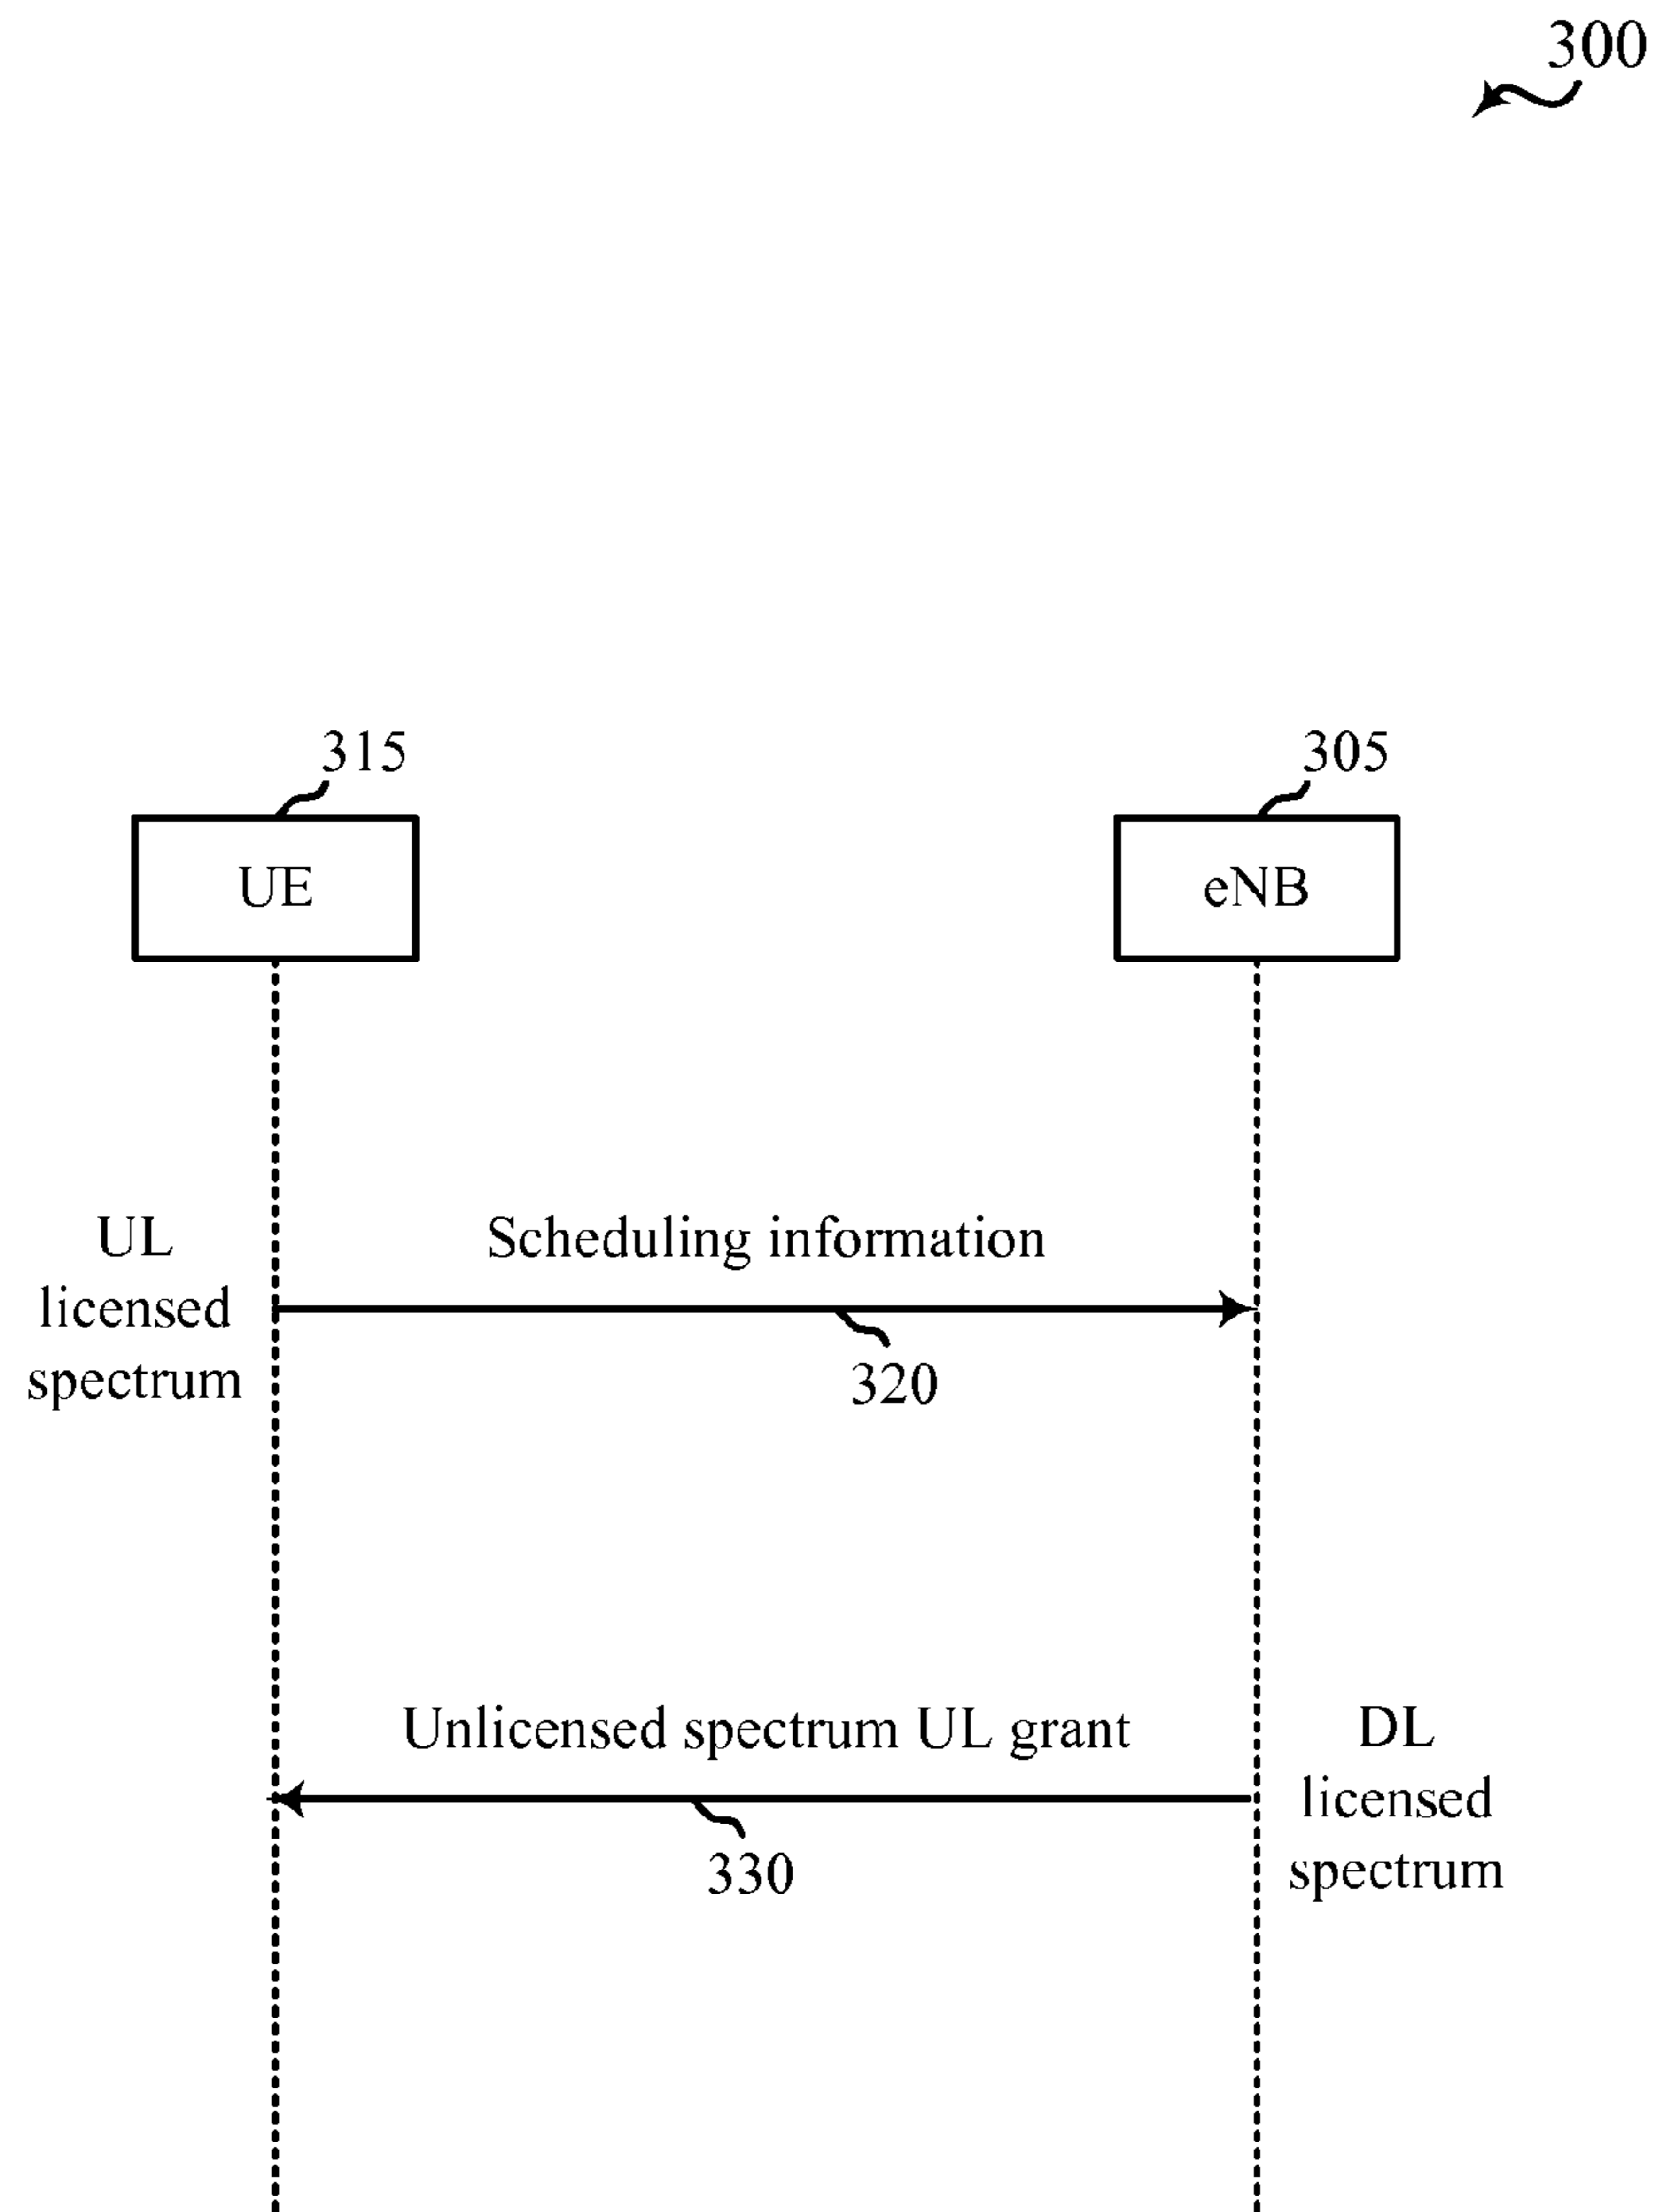 300
315
305
UE
eNB
UL
licensed
spectrum
Scheduling information
320
Unlicensed spectrum UL grant
330
DL
licensed
spectrum